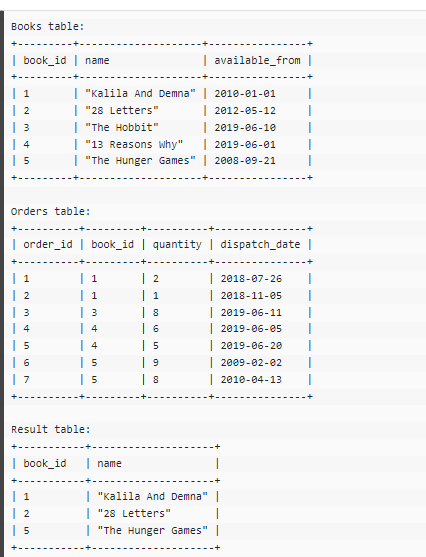 Books table:
+---------+--------------------+----------------+
| book_id | name               | available_from |
+---------+--------------------+----------------+
| 1       | "Kalila And Demna" | 2010-01-01     |
| 2       | "28 Letters"       | 2012-05-12     |
| 3       | "The Hobbit"       | 2019-06-10     |
| 4       | "13 Reasons Why"   | 2019-06-01     |
| 5       | "The Hunger Games" | 2008-09-21     |
+---------+--------------------+----------------+
Orders table:
+----------+---------+----------+---------------+
| order_id | book_id | quantity | dispatch_date |
+----------+---------+----------+---------------+
| 1        | 1       | 2        | 2018-07-26    |
| 2        | 1       | 1        | 2018-11-05    |
| 3        | 3       | 8        | 2019-06-11    |
| 4        | 4       | 6        | 2019-06-05    |
| 5        | 4       | 5        | 2019-06-20    |
| 6        | 5       | 9        | 2009-02-02    |
| 7        | 5       | 8        | 2010-04-13    |
+----------+---------+----------+---------------+
Result table:
+-----------+--------------------+
| book_id   | name               |
+-----------+--------------------+
| 1         | "Kalila And Demna" |
| 2         | "28 Letters"       |
| 5         | "The Hunger Games" |
+-----------+--------------------+